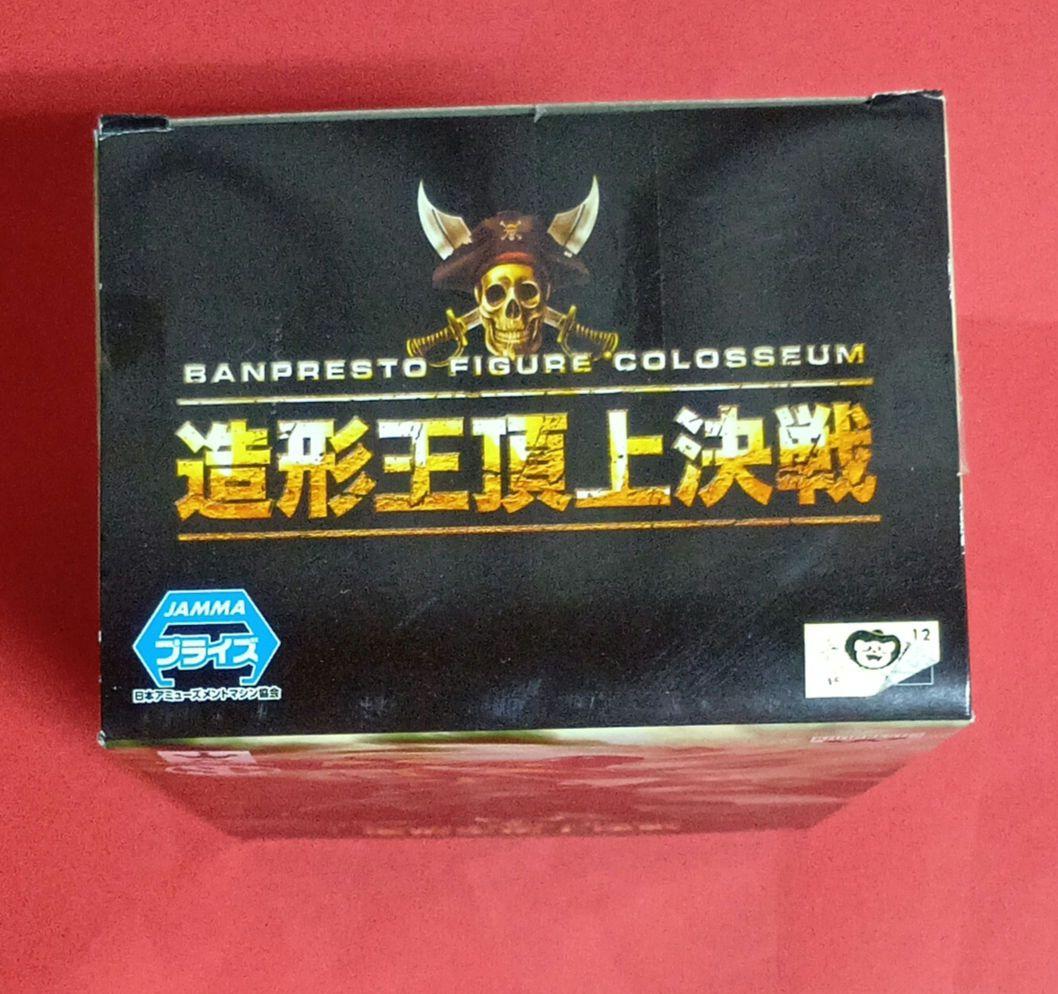 BANPRESTO FIGURE COLOSSEUM
造形王頂上決戦
JAMMA
プライズ
日本アミューズメントマシン協会
12